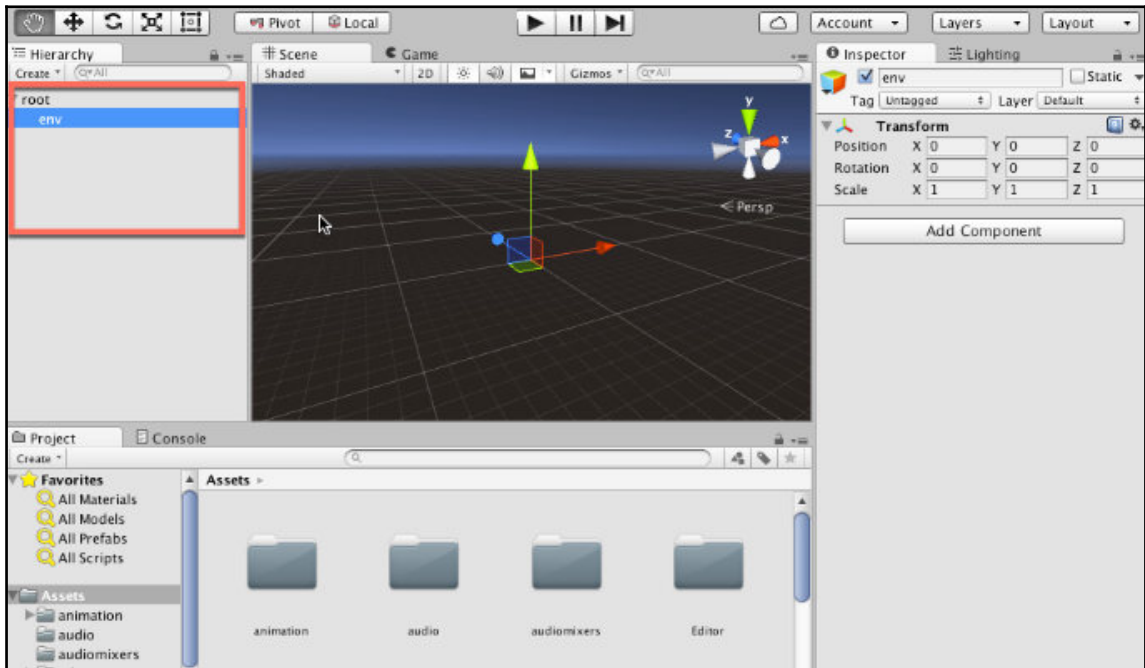 Pivot Local Account Layers Layout
Hierarchy
Create All
root
env
Scene Game
Shaded 2D Gizmos All
y
z x
Persp
Inspector Lighting
env Static
Tag Untagged Layer Default
Transform
Position X 0 Y 0 Z 0
Rotation X 0 Y 0 Z 0
Scale X 1 Y 1 Z 1
Add Component
Project Console
Create
Favorites
All Materials
All Models
All Prefabs
All Scripts
Assets
animation
audio
audiomixers
Assets
animation audio audiomixers Editor